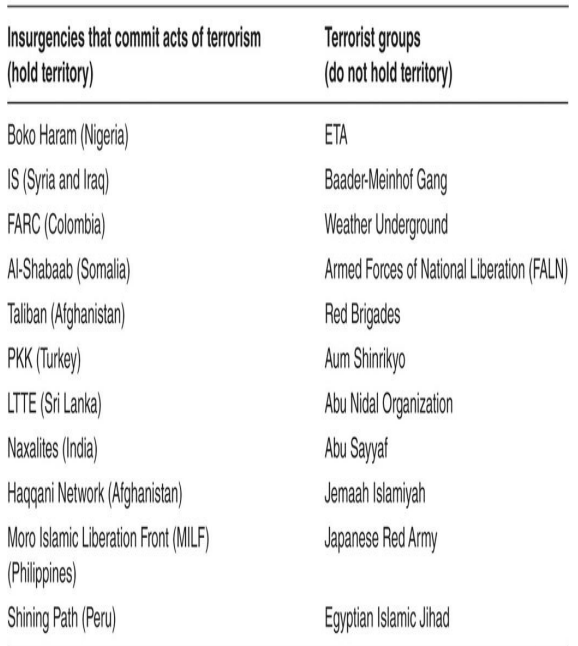 Insurgencies that commit acts of terrorism
(hold territory)
Terrorist groups
(do not hold territory)
Boko Haram (Nigeria)
ETA
IS (Syria and Iraq)
Baader-Meinhof Gang
FARC (Colombia)
Weather Underground
Al-Shabaab (Somalia)
Armed Forces of National Liberation (FALN)
Taliban (Afghanistan)
Red Brigades
PKK (Turkey)
Aum Shinrikyo
LTTE (Sri Lanka)
Abu Nidal Organization
Naxalites (India)
Abu Sayyaf
Haqqani Network (Afghanistan)
Jemaah Islamiyah
Moro Islamic Liberation Front (MILF)
(Philippines)
Japanese Red Army
Shining Path (Peru)
Egyptian Islamic Jihad